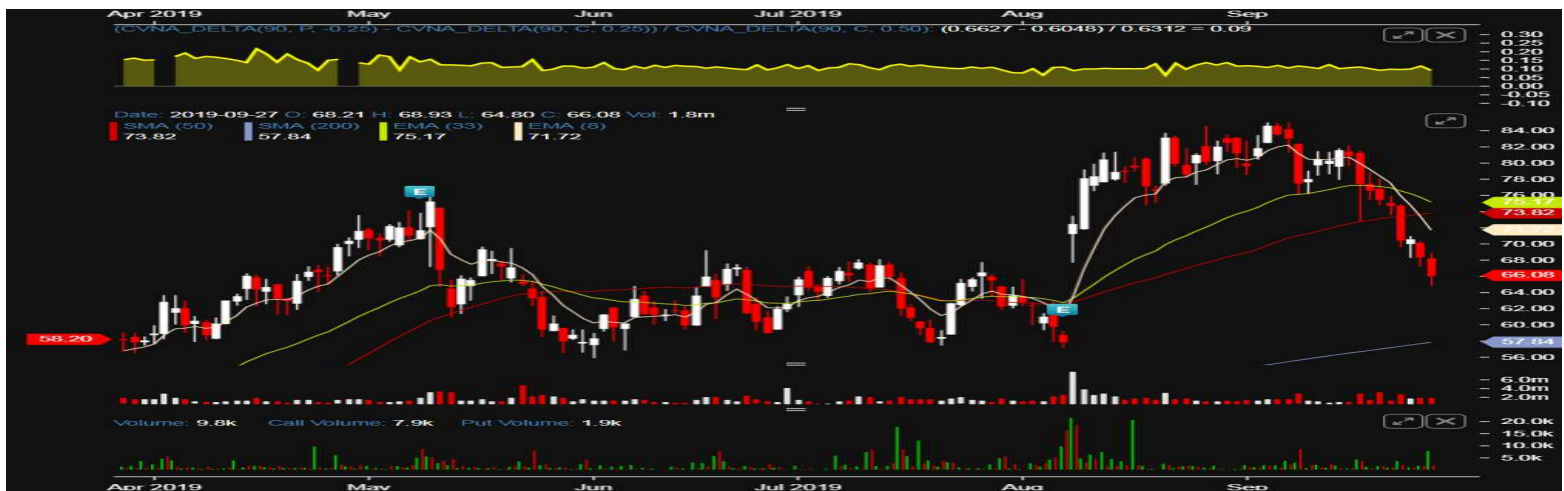 Apr 2019 May Jun Jul 2019 Aug Sep
(CVNA_DELTA(90, P, -0.25) - CVNA_DELTA(90, C, 0.25)) / CVNA_DELTA(90, C, 0.50): (0.6627 - 0.6048) / 0.6312 = 0.09
0.30
0.25
0.20
0.15
0.10
0.05
0.00
-0.05
-0.10
Date: 2019-09-27 O: 68.21 H: 68.93 L: 64.80 C: 66.08 Vol: 1.8m
SMA (50) SMA (200) EMA (33) EMA (8)
73.82 57.84 75.17 71.72
84.00
82.00
80.00
78.00
E
76.00
75.17
73.82
71.72
70.00
68.00
66.08
64.00
E
62.00
60.00
58.20
57.84
56.00
6.0m
4.0m
2.0m
Volume: 9.8k Call Volume: 7.9k Put Volume: 1.9k
20.0k
15.0k
10.0k
5.0k
Apr 2019 May Jun Jul 2019 Aug Sep